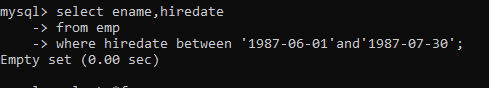 mysql> select ename,hiredate
-> from emp
-> where hiredate between '1987-06-01'and'1987-07-30';
Empty set (0.00 sec)